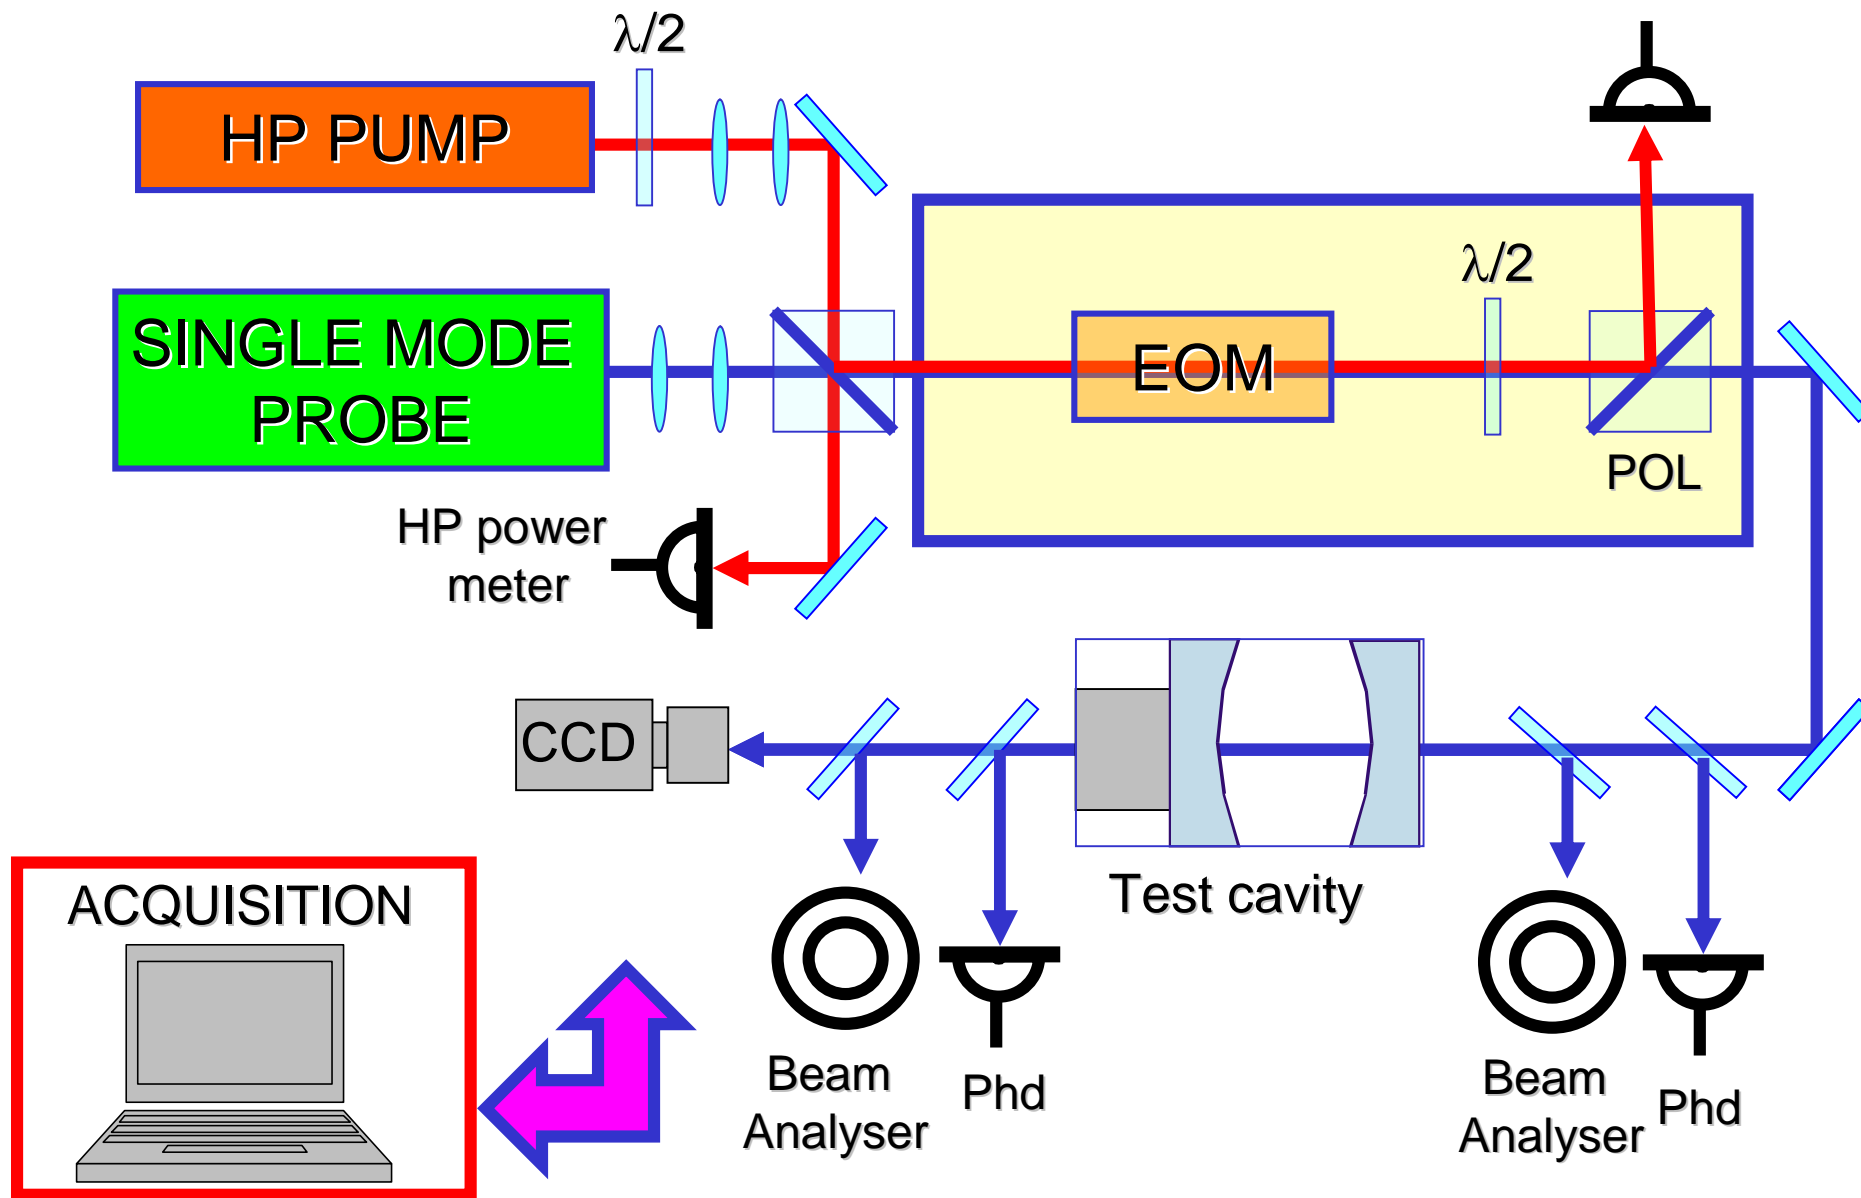 λ/2
HP PUMP
λ/2
SINGLE MODE
PROBE
EOM
POL
HP power
meter
CCD
Test cavity
ACQUISITION
Beam
Analyser
Phd
Beam
Analyser
Phd